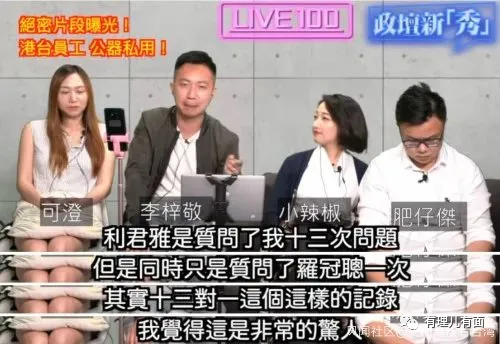 絕密片段曝光！
港台員工 公器私用！
LIVE100
政壇新「秀」
可澄
李梓敬
小辣椒
肥仔傑
利君雅是質問了我十三次問題
但是同時只是質問了羅冠聰一次
其實十三對一這個這樣的記錄
我覺得這是非常的驚人
有理儿有面